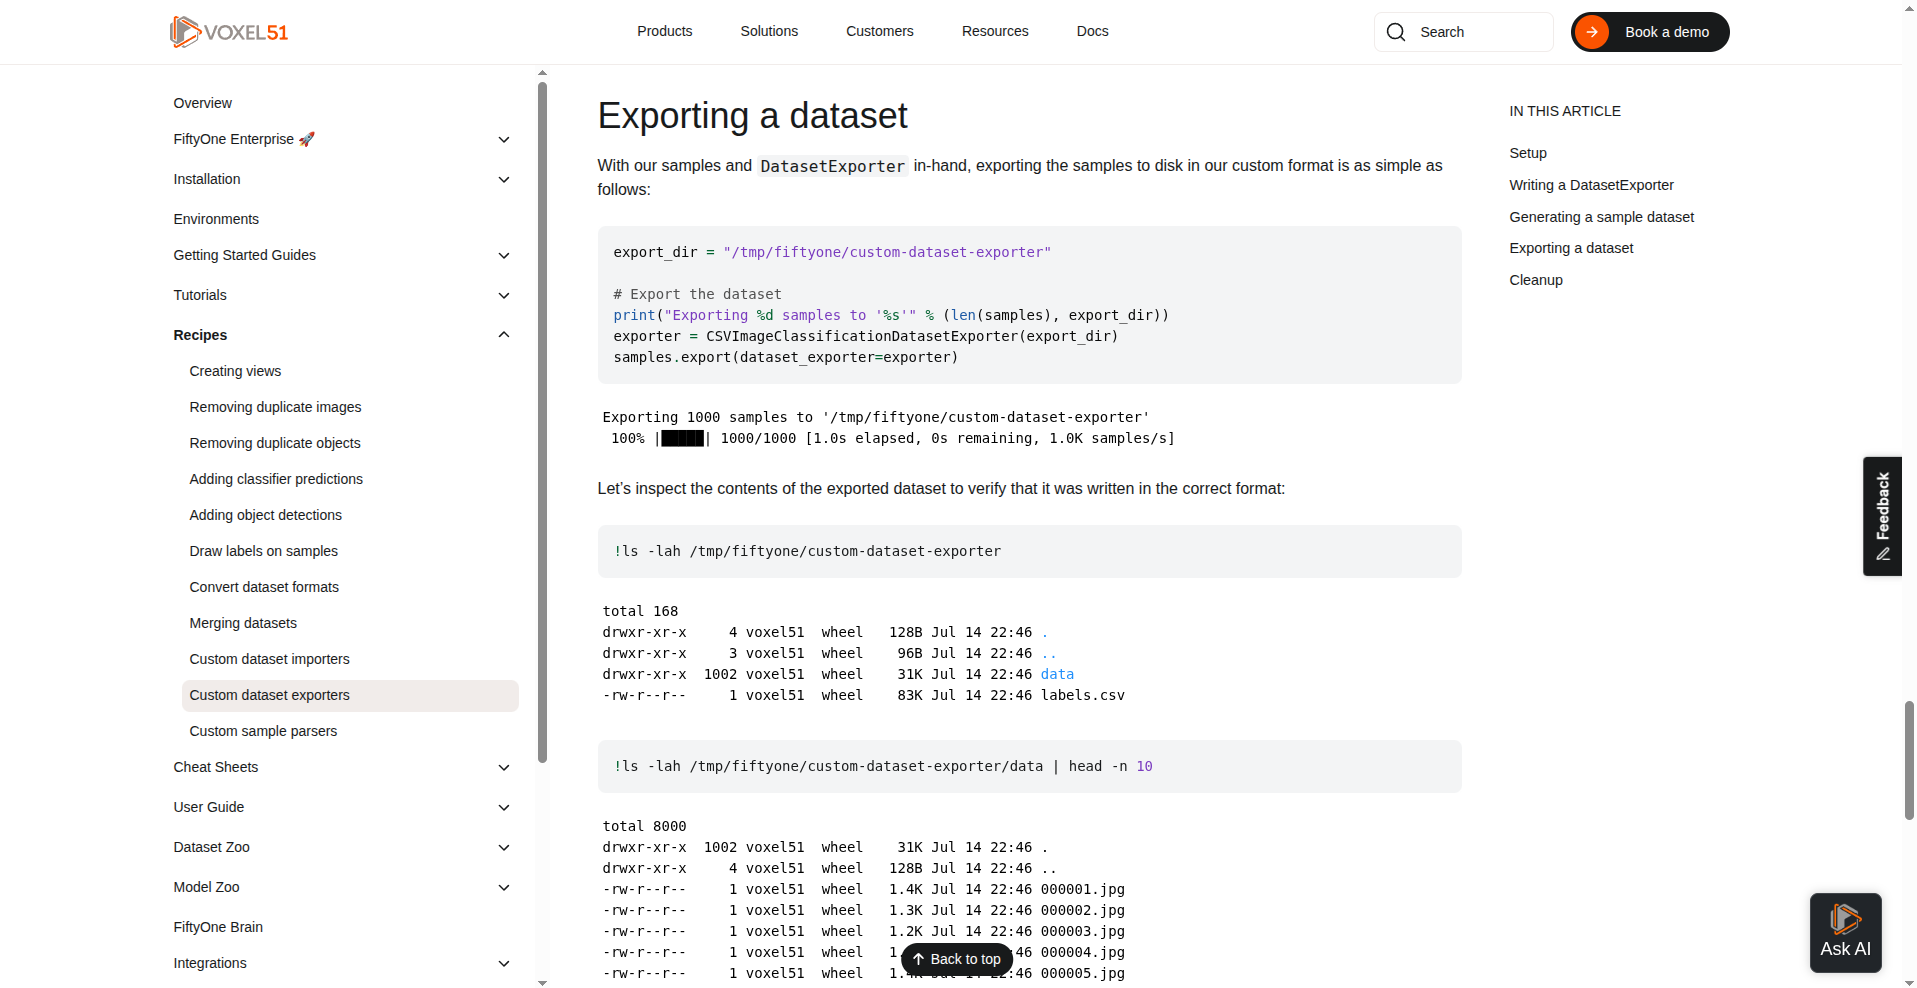 VOXEL51
Products
Solutions
Customers
Resources
Docs
Search
Book a demo
Overview
FiftyOne Enterprise 🚀
Installation
Environments
Getting Started Guides
Tutorials
Recipes
Creating views
Removing duplicate images
Removing duplicate objects
Adding classifier predictions
Adding object detections
Draw labels on samples
Convert dataset formats
Merging datasets
Custom dataset importers
Custom dataset exporters
Custom sample parsers
Cheat Sheets
User Guide
Dataset Zoo
Model Zoo
FiftyOne Brain
Integrations
Exporting a dataset
With our samples and DatasetExporter in-hand, exporting the samples to disk in our custom format is as simple as
follows:
export_dir = "/tmp/fiftyone/custom-dataset-exporter"
# Export the dataset
print("Exporting %d samples to '%s'" % (len(samples), export_dir))
exporter = CSVImageClassificationDatasetExporter(export_dir)
samples.export(dataset_exporter=exporter)
Exporting 1000 samples to '/tmp/fiftyone/custom-dataset-exporter'
100% |█████| 1000/1000 [1.0s elapsed, 0s remaining, 1.0K samples/s]
Let’s inspect the contents of the exported dataset to verify that it was written in the correct format:
!ls -lah /tmp/fiftyone/custom-dataset-exporter
total 168
drwxr-xr-x     4 voxel51  wheel   128B Jul 14 22:46 .
drwxr-xr-x     3 voxel51  wheel    96B Jul 14 22:46 ..
drwxr-xr-x  1002 voxel51  wheel    31K Jul 14 22:46 data
-rw-r--r--     1 voxel51  wheel    83K Jul 14 22:46 labels.csv
!ls -lah /tmp/fiftyone/custom-dataset-exporter/data | head -n 10
total 8000
drwxr-xr-x  1002 voxel51  wheel    31K Jul 14 22:46 .
drwxr-xr-x     4 voxel51  wheel   128B Jul 14 22:46 ..
-rw-r--r--     1 voxel51  wheel   1.4K Jul 14 22:46 000001.jpg
-rw-r--r--     1 voxel51  wheel   1.3K Jul 14 22:46 000002.jpg
-rw-r--r--     1 voxel51  wheel   1.2K Jul 14 22:46 000003.jpg
-rw-r--r--     1 voxel51  wheel 000004.jpg
-rw-r--r--     1 voxel51  wheel 000005.jpg
Back to top
IN THIS ARTICLE
Setup
Writing a DatasetExporter
Generating a sample dataset
Exporting a dataset
Cleanup
Feedback
Ask AI